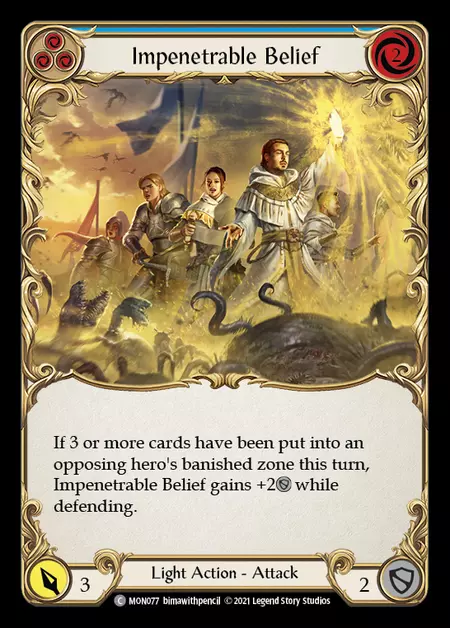 Impenetrable Belief
2
If 3 or more cards have been put into an
opposing hero's banished zone this turn,
Impenetrable Belief gains +2 while
defending.
3
Light Action - Attack
2
C MON077 bimawithpencil ©2021 Legend Story Studios